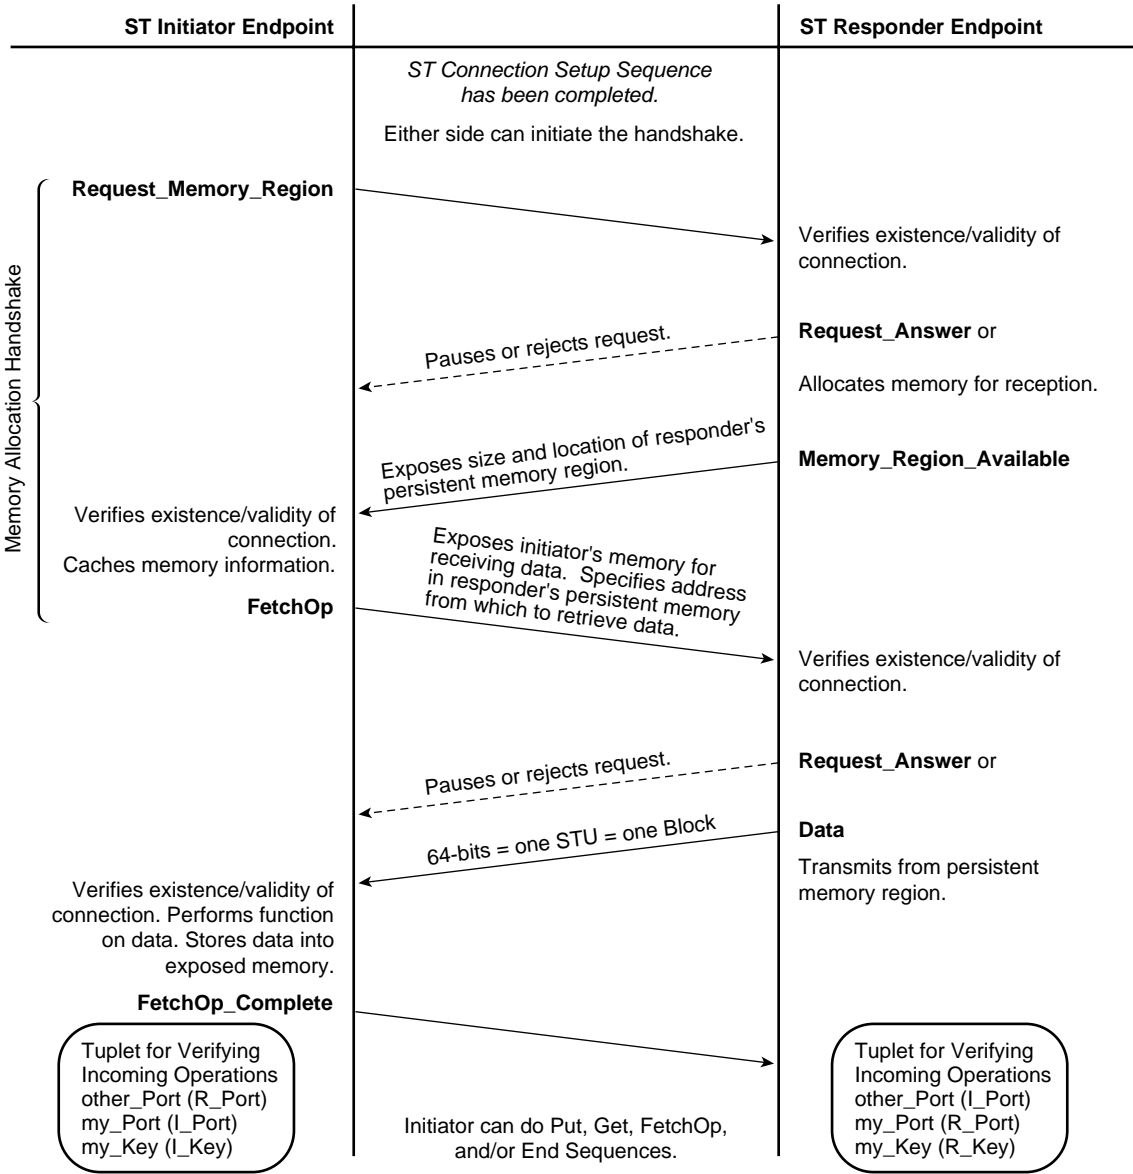 ST Initiator Endpoint
ST Responder Endpoint
ST Connection Setup Sequence
has been completed.
Either side can initiate the handshake.
Memory Allocation Handshake
Request_Memory_Region
Verifies existence/validity of
connection.
Request_Answer or
Pauses or rejects request.
Allocates memory for reception.
Exposes size and location of responder's
persistent memory region.
Memory_Region_Available
Verifies existence/validity of
connection.
Caches memory information.
FetchOp
Exposes initiator's memory for
receiving data. Specifies address
in responder's persistent memory
from which to retrieve data.
Verifies existence/validity of
connection.
Request_Answer or
Pauses or rejects request.
Data
64-bits = one STU = one Block
Transmits from persistent
memory region.
Verifies existence/validity of
connection. Performs function
on data. Stores data into
exposed memory.
FetchOp_Complete
Tuplet for Verifying
Incoming Operations
other_Port (R_Port)
my_Port (I_Port)
my_Key (I_Key)
Initiator can do Put, Get, FetchOp,
and/or End Sequences.
Tuplet for Verifying
Incoming Operations
other_Port (I_Port)
my_Port (R_Port)
my_Key (R_Key)